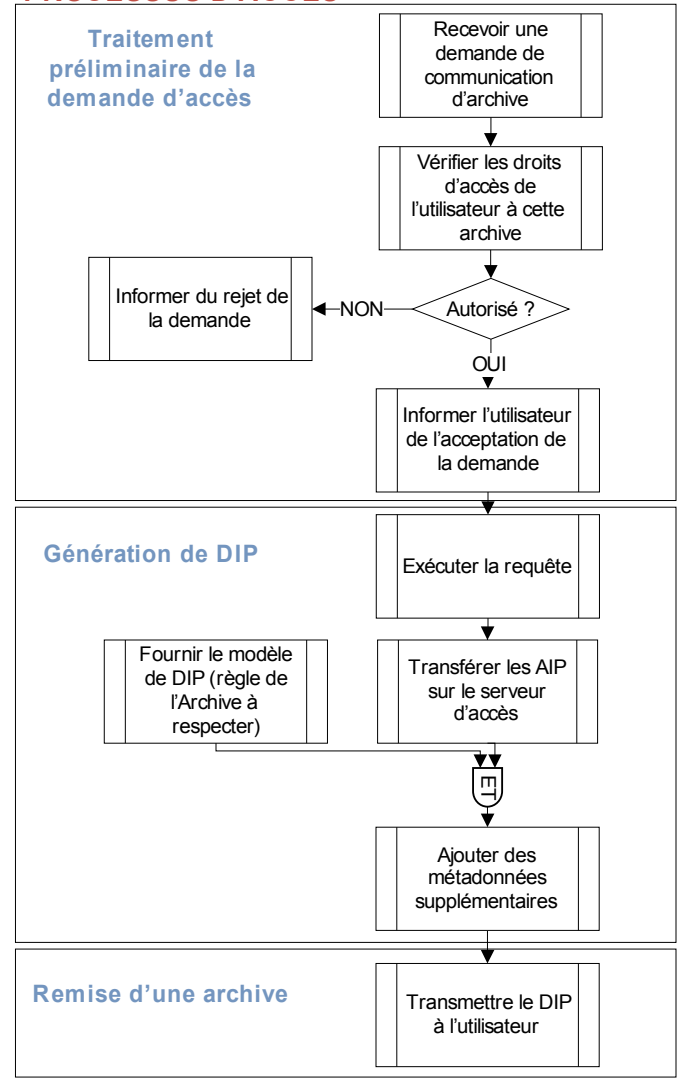 Traitement
préliminaire de la
demande d'accès
Recevoir une
demande de
communication
d'archive
Vérifier les droits
d'accès de
l'utilisateur à cette
archive
Autorisé ?
NON
Informer du rejet de
la demande
OUI
Informer l'utilisateur
de l'acceptation de
la demande
Génération de DIP
Exécuter la requête
Fournir le modèle
de DIP (règle de
l'Archive à
respecter)
Transférer les AIP
sur le serveur
d'accès
ET
Ajouter des
métadonnées
supplémentaires
Remise d'une archive
Transmettre le DIP
à l'utilisateur